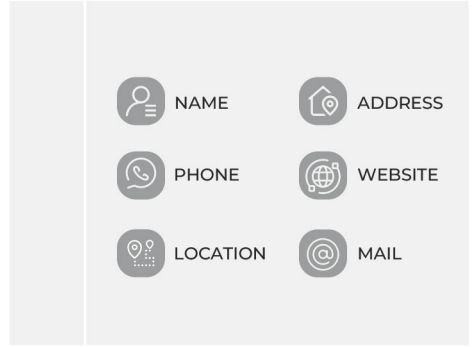 NAME
ADDRESS
PHONE
WEBSITE
LOCATION
MAIL